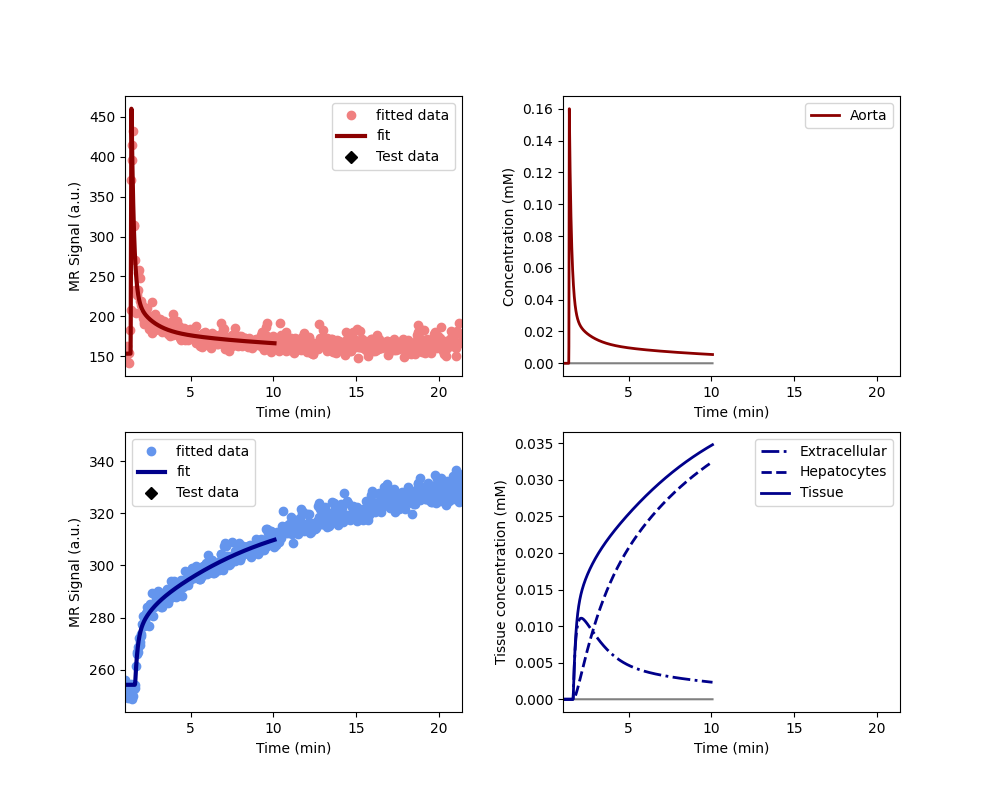 MR Signal (a.u.)
450
400
350
300
250
200
150
5
10
15
20
Time (min)
fitted data
fit
Test data
Concentration (mM)
0.16
0.14
0.12
0.10
0.08
0.06
0.04
0.02
0.00
5
10
15
20
Time (min)
Aorta
MR Signal (a.u.)
340
320
300
280
260
5
10
15
20
Time (min)
fitted data
fit
Test data
Tissue concentration (mM)
0.035
0.030
0.025
0.020
0.015
0.010
0.005
0.000
5
10
15
20
Time (min)
Extracellular
Hepatocytes
Tissue